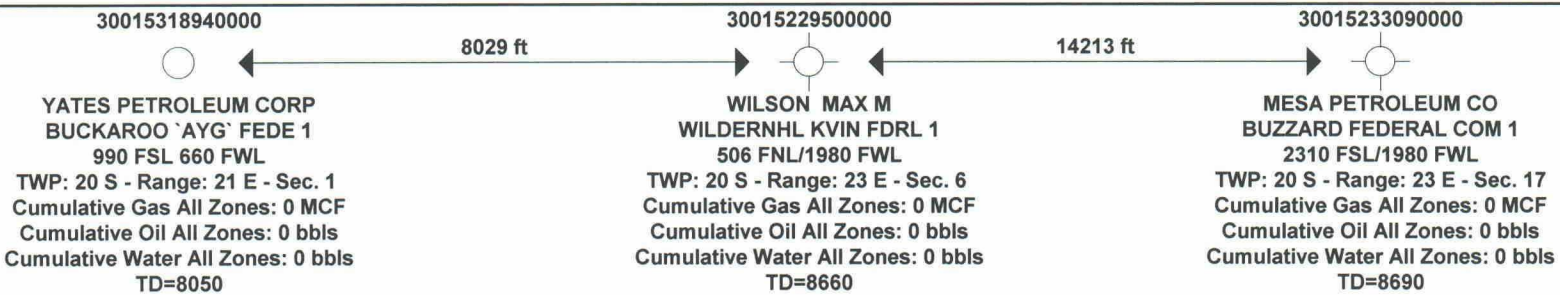 30015318940000
8029 ft
30015229500000
14213 ft
30015233090000
YATES PETROLEUM CORP
BUCKAROO `AYG` FEDE 1
990 FSL 660 FWL
TWP: 20 S - Range: 21 E - Sec. 1
Cumulative Gas All Zones: 0 MCF
Cumulative Oil All Zones: 0 bbls
Cumulative Water All Zones: 0 bbls
TD=8050
WILSON MAX M
WILDERNHL KVIN FDRL 1
506 FNL/1980 FWL
TWP: 20 S - Range: 23 E - Sec. 6
Cumulative Gas All Zones: 0 MCF
Cumulative Oil All Zones: 0 bbls
Cumulative Water All Zones: 0 bbls
TD=8660
MESA PETROLEUM CO
BUZZARD FEDERAL COM 1
2310 FSL/1980 FWL
TWP: 20 S - Range: 23 E - Sec. 17
Cumulative Gas All Zones: 0 MCF
Cumulative Oil All Zones: 0 bbls
Cumulative Water All Zones: 0 bbls
TD=8690